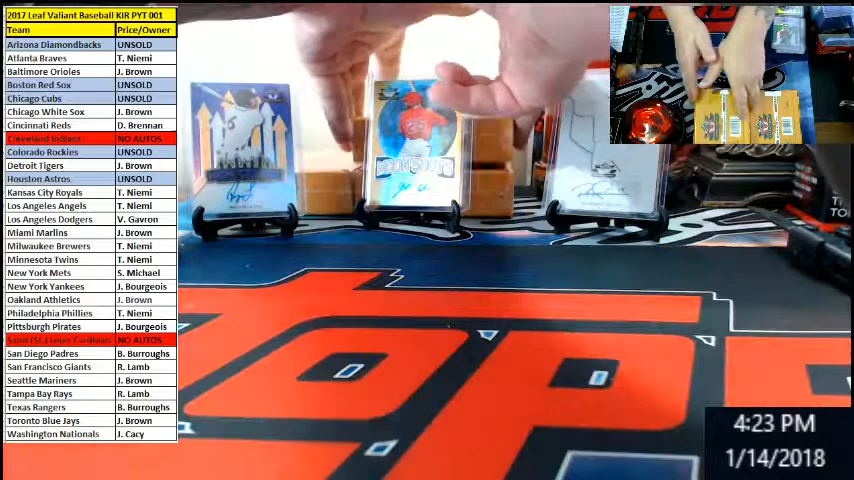 2017 Leaf Valiant Baseball KIR PYT 001
Team Price/Owner
Arizona Diamondbacks UNSOLD
Atlanta Braves T. Niemi
Baltimore Orioles J. Brown
Boston Red Sox UNSOLD
Chicago Cubs UNSOLD
Chicago White Sox J. Brown
Cincinnati Reds D. Brennan
Cleveland Indians NO AUTOS
Colorado Rockies UNSOLD
Detroit Tigers J. Brown
Houston Astros UNSOLD
Kansas City Royals T. Niemi
Los Angeles Angels T. Niemi
Los Angeles Dodgers V. Gavron
Miami Marlins J. Brown
Milwaukee Brewers T. Niemi
Minnesota Twins T. Niemi
New York Mets S. Michael
New York Yankees J. Bourgeois
Oakland Athletics J. Brown
Philadelphia Phillies T. Niemi
Pittsburgh Pirates J. Bourgeois
Saint (St.) Louis Cardinals NO AUTOS
San Diego Padres B. Burroughs
San Francisco Giants R. Lamb
Seattle Mariners J. Brown
Tampa Bay Rays R. Lamb
Texas Rangers B. Burroughs
Toronto Blue Jays J. Brown
Washington Nationals J. Cacy
MOONSHOTS
TOP
4:23 PM
1/14/2018